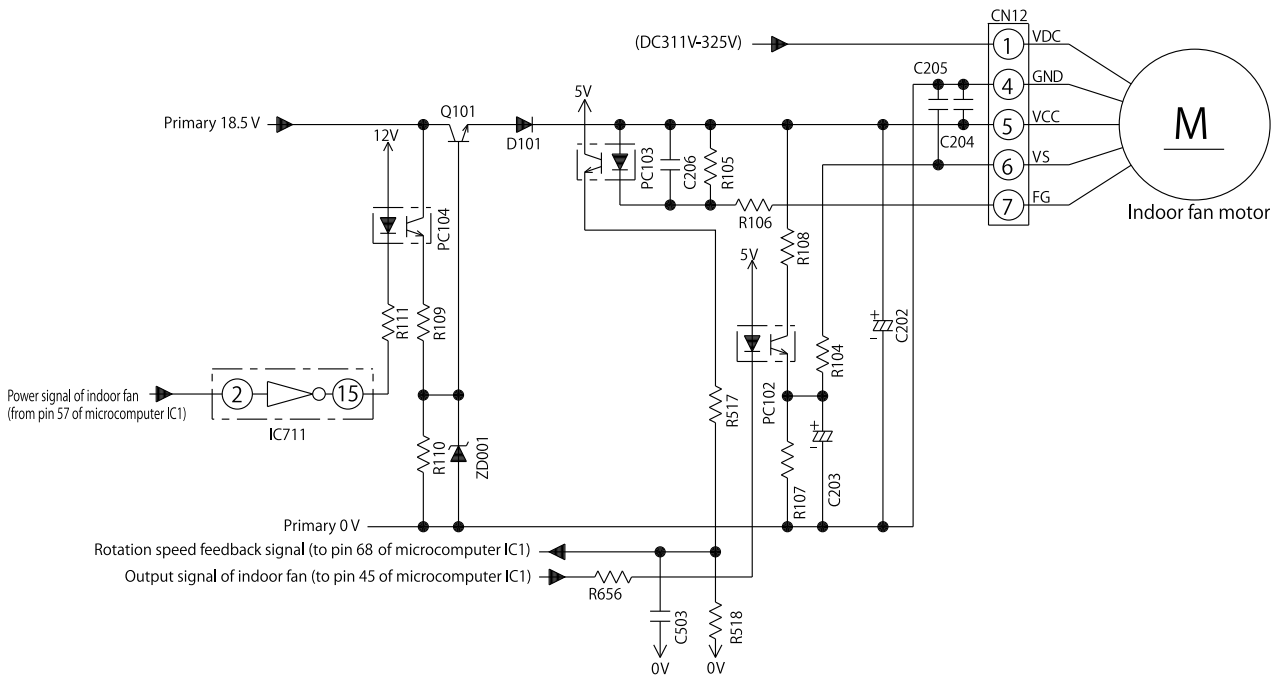 CN12
(DC311V-325V)
1
VDC
C205
4
GND
5V
Q101
Primary 18.5 V
12V
D101
5
VCC
C204
M
PC103
C206
R105
6
VS
PC104
R106
7
FG
Indoor fan motor
R108
5V
R111
R109
C202
R104
Power signal of indoor fan
(from pin 57 of microcomputer IC1)
2
15
IC711
PC102
R517
R110
ZD001
R107
C203
Primary 0 V
Rotation speed feedback signal (to pin 68 of microcomputer IC1)
Output signal of indoor fan (to pin 45 of microcomputer IC1)
R656
C503
R518
0V
0V
+
-
+
-